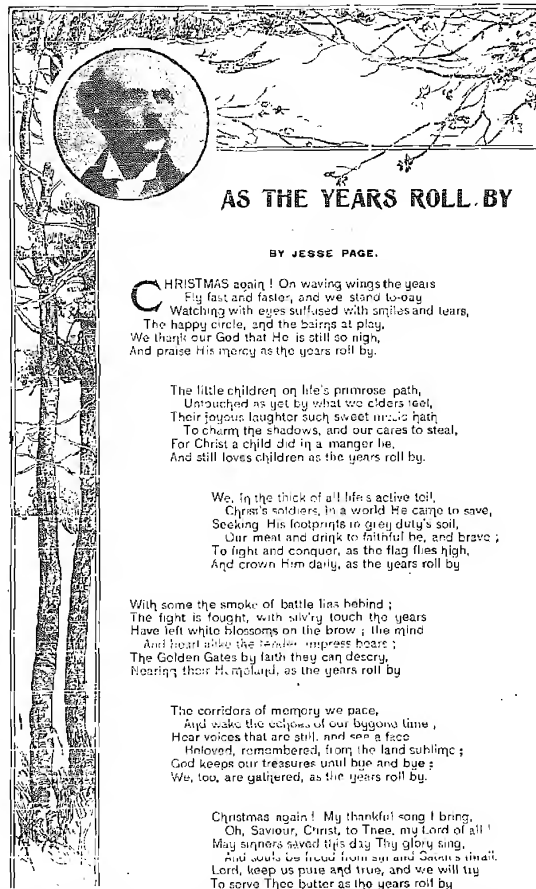 AS THE YEARS ROLL BY
BY JESSE PAGE.
CHRISTMAS again! On waving wings the years
Fly fast and faster, and we stand to-day
Watching with eyes suffused with smiles and tears,
The happy circle, and the bairns at play,
We thank our God that He is still so nigh,
And praise His mercy as the years roll by.
The little children on life's primrose path,
Untouched as yet by what we elders feel,
Their joyous laughter such sweet music hath
To charm the shadows, and our cares to steal,
For Christ a child did in a manger lie,
And still loves children as the years roll by.
We, in the thick of all life's active toil,
Christ's soldiers, in a world He came to save,
Seeking His footprints in grey duty's soil,
Our meat and drink to faithful be, and brave;
To fight and conquer, as the flag flies high,
And crown Him daily, as the years roll by
With some the smoke of battle lies behind;
The fight is fought, with silv'ry touch the years
Have left white blossoms on the brow; the mind
And heart alike the tender impress bears;
The Golden Gates by faith they can descry,
Nearing their Homeland, as the years roll by
The corridors of memory we pace,
And wake the echoes of our bygone time,
Hear voices that are still, and see a face
Beloved, remembered, from the land sublime;
God keeps our treasures until bye and bye;
We, too, are gathered, as the years roll by.
Christmas again! My thankful song I bring,
Oh, Saviour, Christ, to Thee, my Lord of all!
May sinners saved this day Thy glory sing,
And souls be freed from sin and Satan's thrall.
Lord, keep us pure and true, and we will try
To serve Thee better as the years roll by